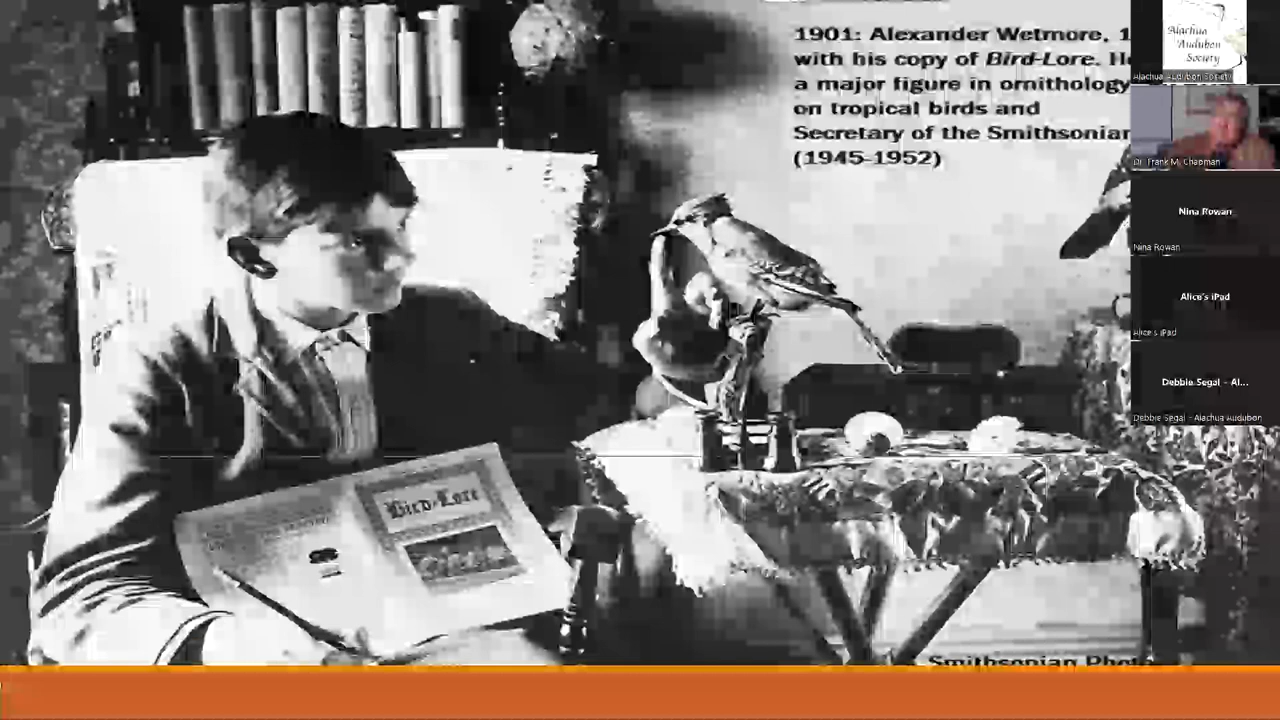 1901: Alexander Wetmore, 1
with his copy of Bird-Lore. He
a major figure in ornithology
on tropical birds and
Secretary of the Smithsonian
(1945-1952)
Bird-Lore
Smithsonian Photo
Alachua
Audubon
Society
Alachua Audubon Society
Dr. Frank M. Chapman
Nina Rowan
Nina Rowan
Alice's iPad
Alice's iPad
Debbie Segal - Al...
Debbie Segal - Alachua Audubon